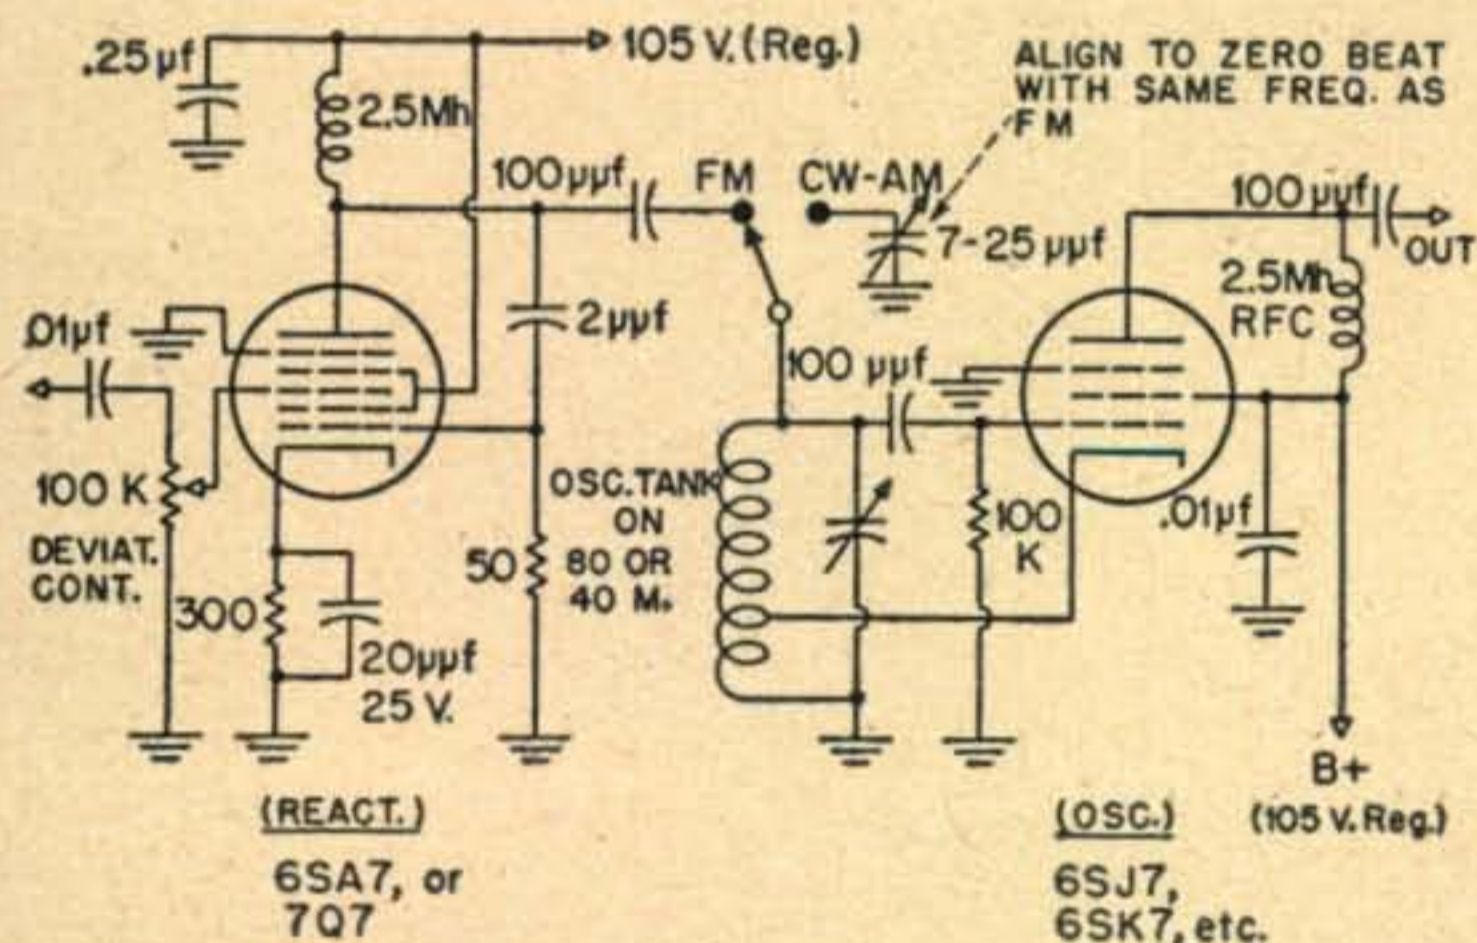 .25µf
105 V. (Reg.)
2.5Mh
ALIGN TO ZERO BEAT
WITH SAME FREQ. AS
FM
100µµf
FM
CW-AM
7-25µµf
100µµf
OUT
2.5Mh
RFC
.01µf
2µµf
100 µµf
100 K
DEVIAT.
CONT.
300
20µµf
25 V.
50
OSC.TANK
ON
80 OR
40 M.
100
K
.01µf
B+
(105 V. Reg.)
(REACT.)
6SA7, or
7Q7
(OSC.)
6SJ7,
6SK7, etc.